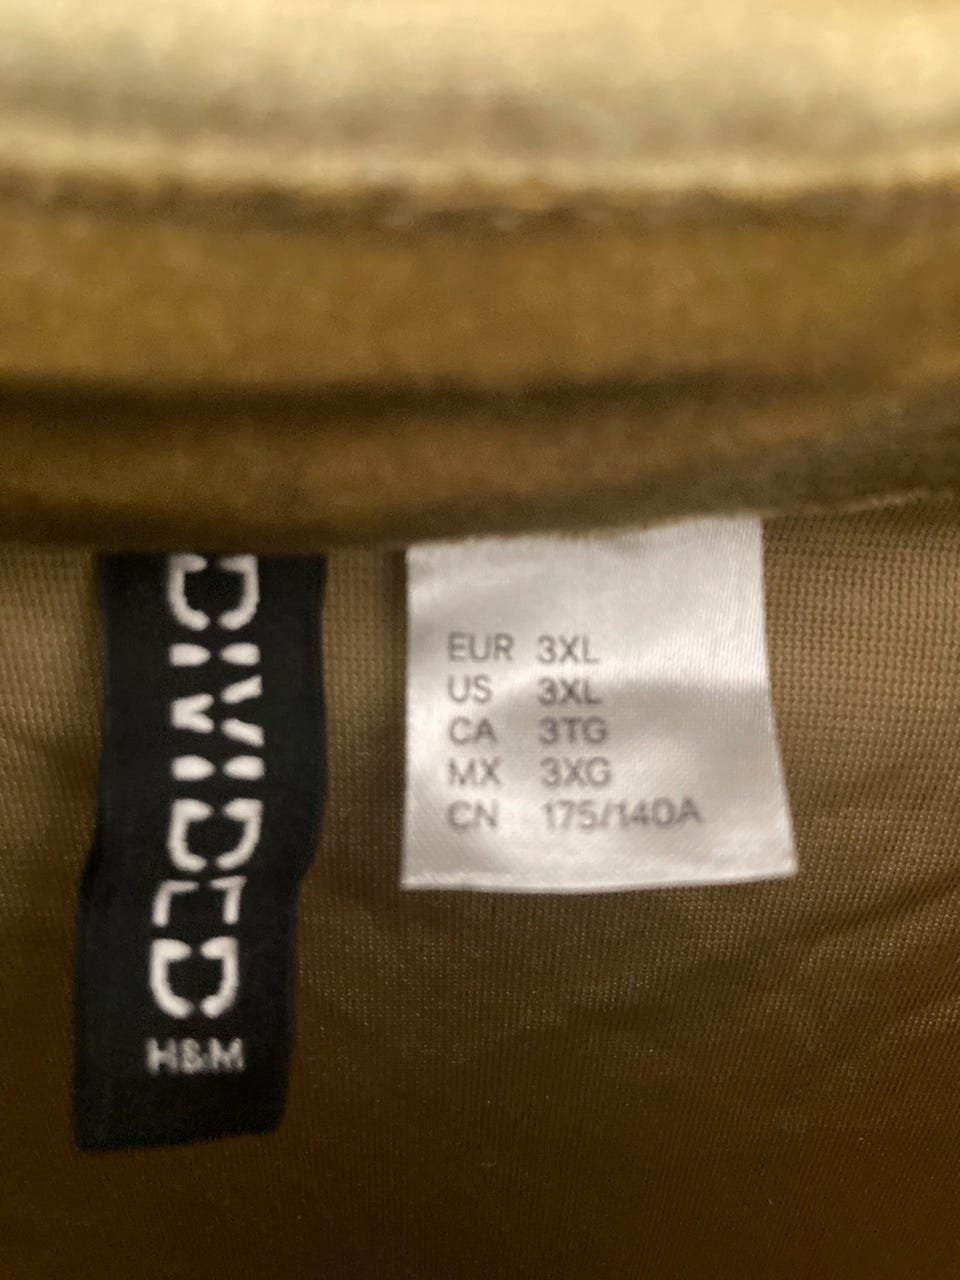 DIVIDED
H&M
EUR 3XL
US 3XL
CA 3TG
MX 3XG
CN 175/140A